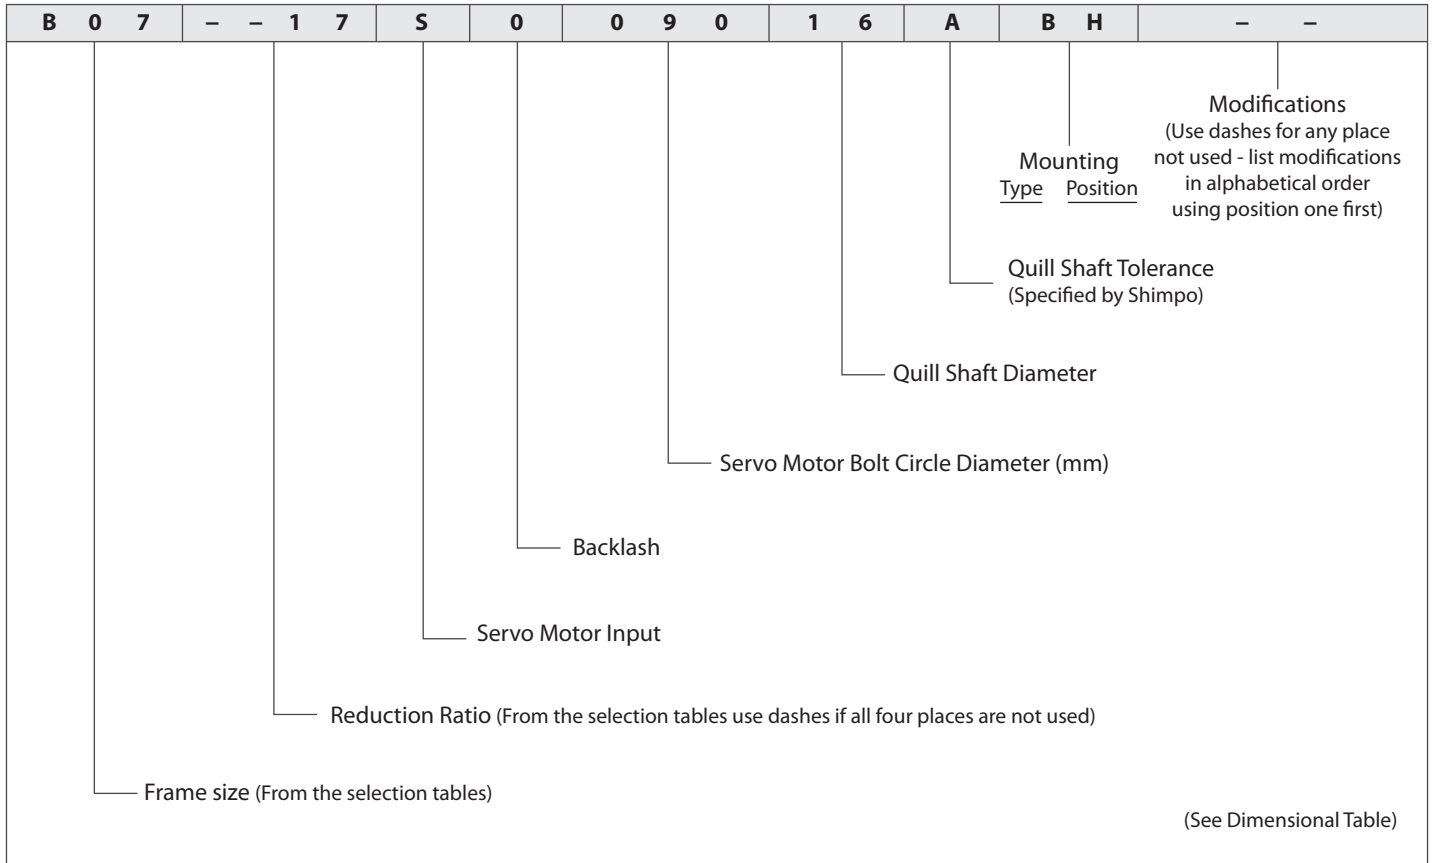 B 0 7 – – 1 7 S 0 0 9 0 1 6 A B H – –
Modifications
(Use dashes for any place
not used - list modifications
in alphabetical order
using position one first)
Mounting
Type Position
Quill Shaft Tolerance
(Specified by Shimpo)
Quill Shaft Diameter
Servo Motor Bolt Circle Diameter (mm)
Backlash
Servo Motor Input
Reduction Ratio (From the selection tables use dashes if all four places are not used)
Frame size (From the selection tables)
(See Dimensional Table)